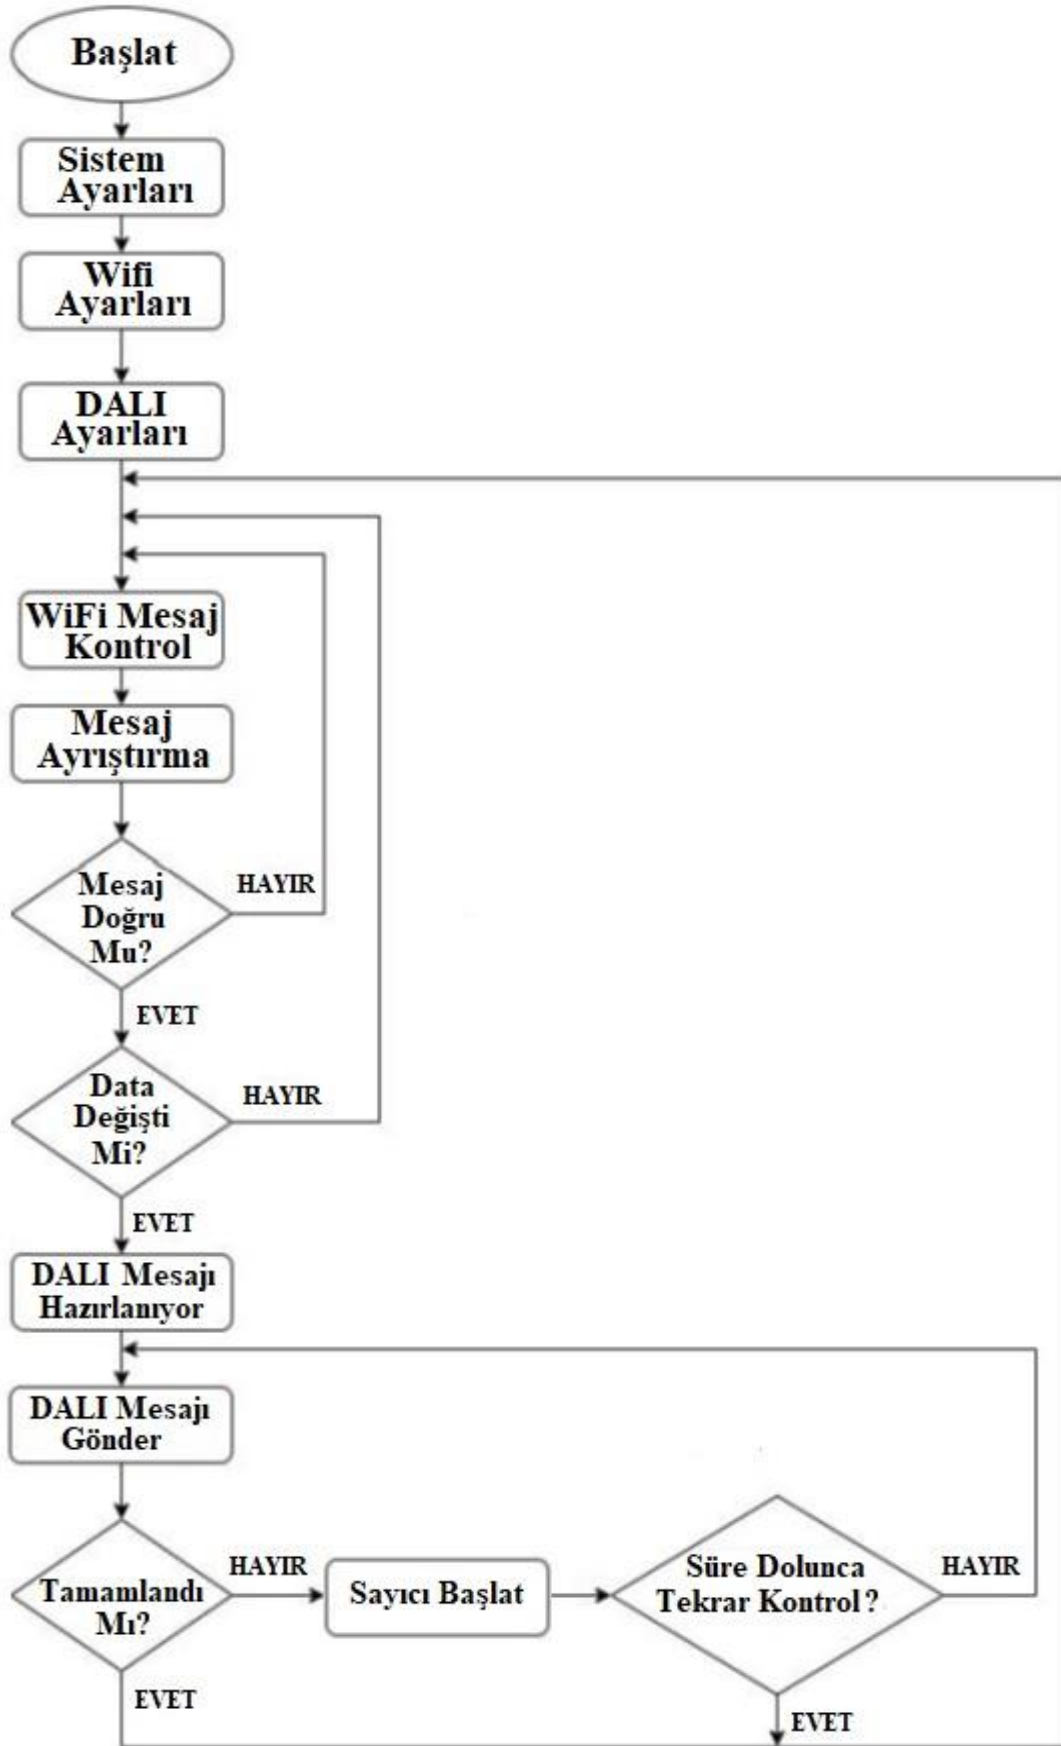 Başlat
Sistem
Ayarları
Wifi
Ayarları
DALI
Ayarları
WiFi Mesaj
Kontrol
Mesaj
Ayrıştırma
Mesaj
Doğru
Mu?
HAYIR
EVET
Data
Değişti
Mi?
HAYIR
EVET
DALI Mesajı
Hazırlanıyor
DALI Mesajı
Gönder
Tamamlandı
Mı?
HAYIR
Sayıcı Başlat
Süre Dolunca
Tekrar Kontrol?
HAYIR
EVET
EVET